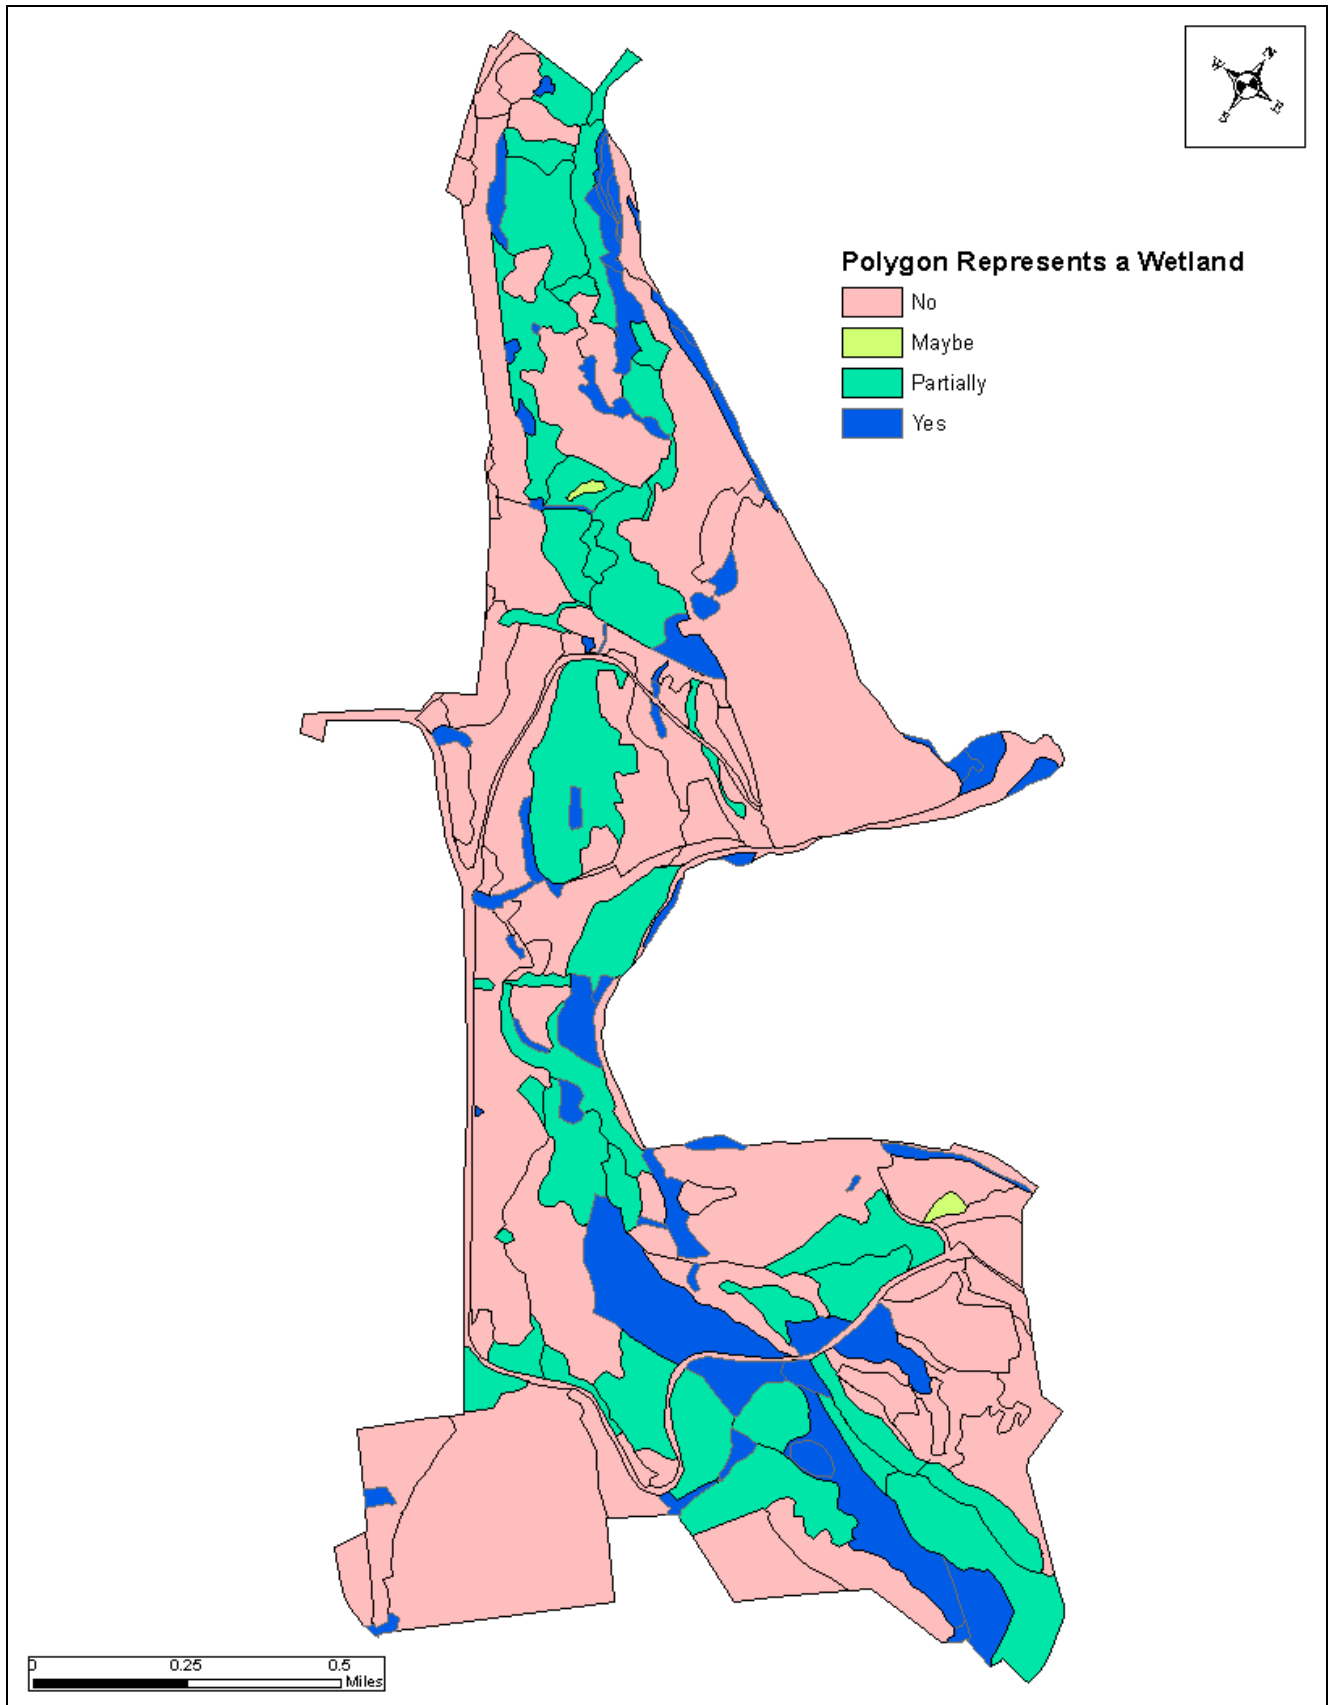 N
W
E
S
Polygon Represents a Wetland
No
Maybe
Partially
Yes
0 0.25 0.5
Miles